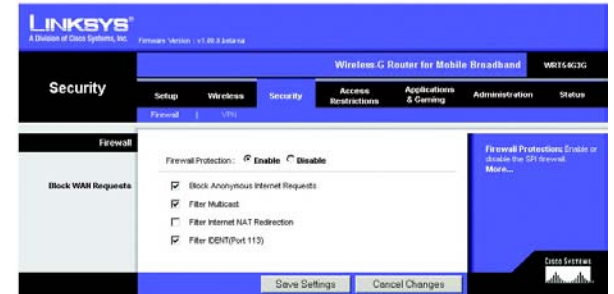 LINKSYS®
A Division of Cisco Systems, Inc.
Wireless-G Router for Mobile Broadband WRT54G3G
Security
Setup Wireless Security Access Restrictions Applications & Gaming Administration Status
Firewall | VPN
Firewall
Firewall Protection: Enable Disable
Block WAN Requests
Block Anonymous Internet Requests
Filter Multicast
Filter Internet NAT Redirection
Filter IDENT(Port 113)
Firewall Protection: Enable or
disable the SPI firewall.
More...
Save Settings Cancel Changes
CISCO SYSTEMS